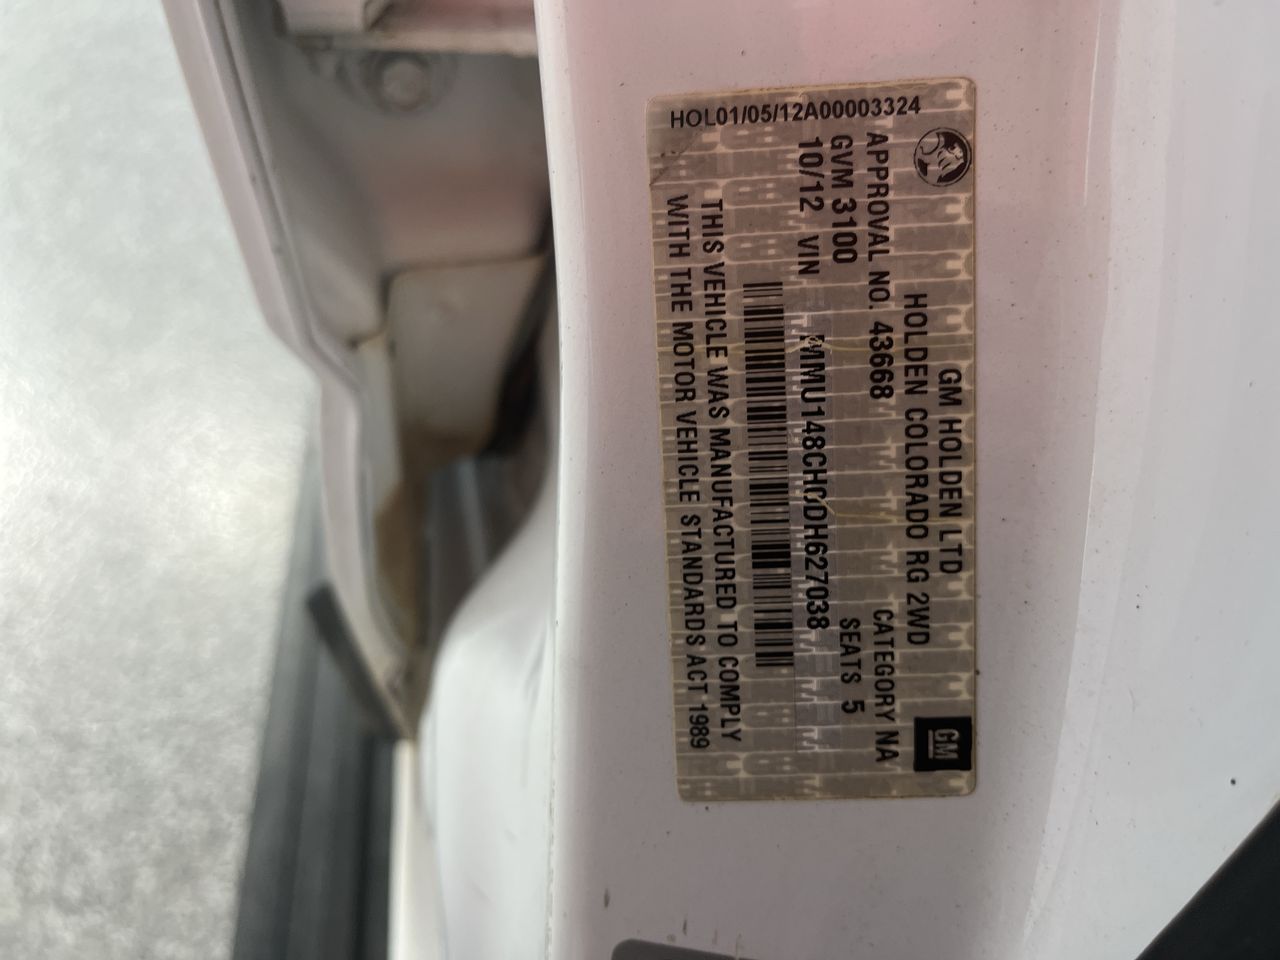 GM HOLDEN LTD
HOLDEN COLORADO RG 2WD
APPROVAL NO. 43668 CATEGORY NA
GVM 3100 SEATS 5
10/12 VIN MMU148CH0DH627038
THIS VEHICLE WAS MANUFACTURED TO COMPLY
WITH THE MOTOR VEHICLE STANDARDS ACT 1989
HOL01/05/12A00003324
GM